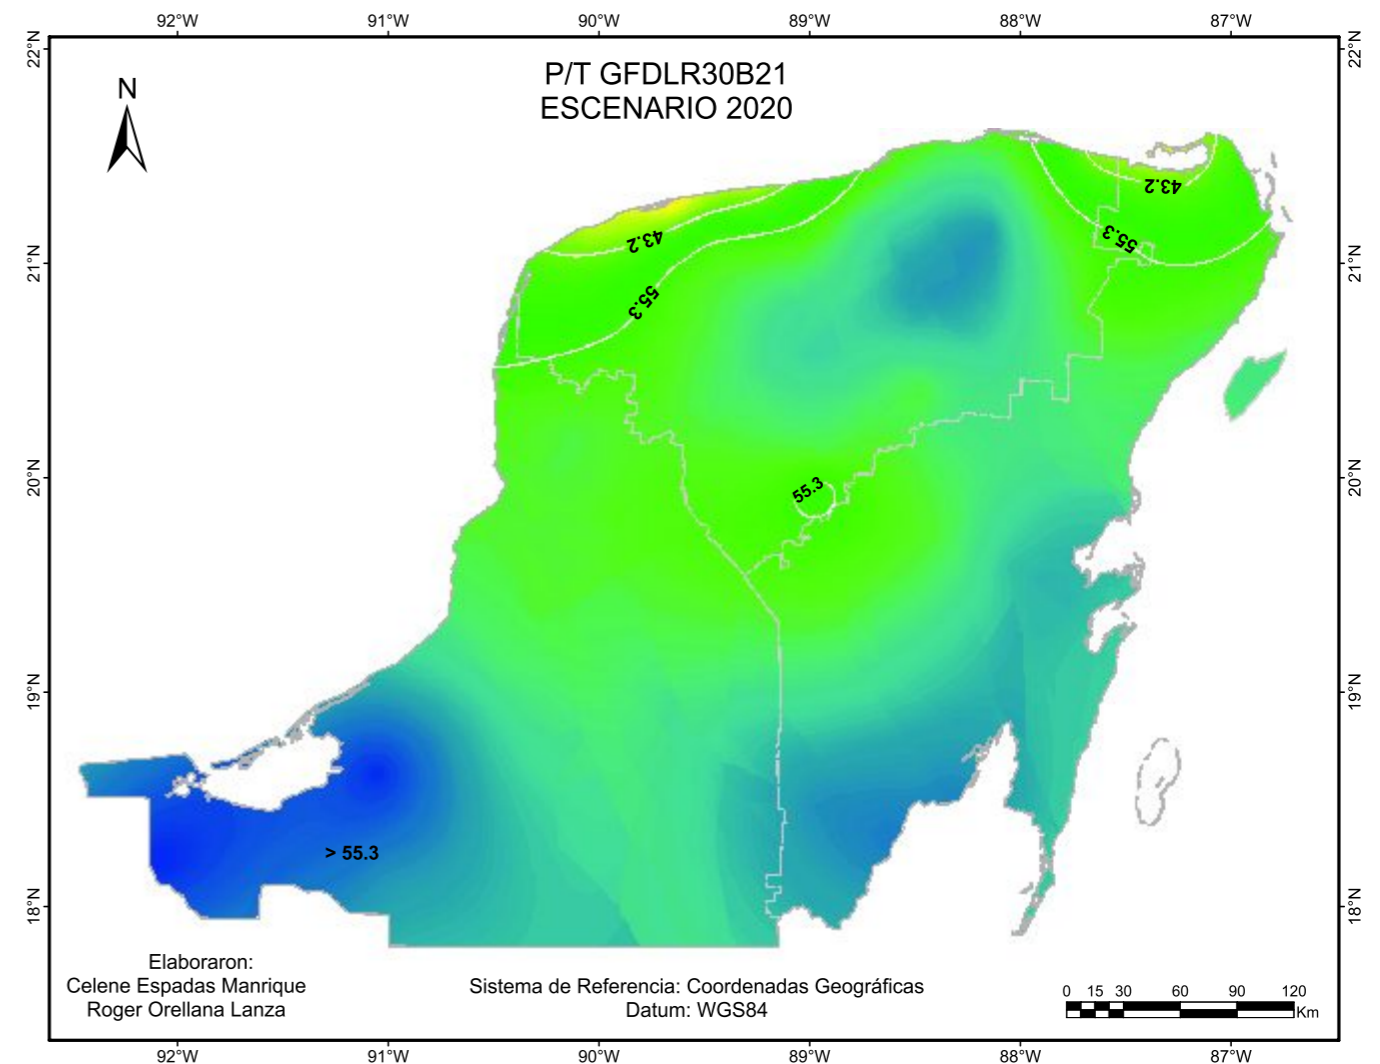 92°W 91°W 90°W 89°W 88°W 87°W
22°N 22°N
P/T GFDLR30B21
ESCENARIO 2020
N
43.2
43.2
55.3
21°N 21°N
55.3
55.3
20°N 20°N
19°N 19°N
> 55.3
18°N 18°N
Elaboraron:
Celene Espadas Manrique
Roger Orellana Lanza
Sistema de Referencia: Coordenadas Geográficas
Datum: WGS84
0 15 30 60 90 120
Km
92°W 91°W 90°W 89°W 88°W 87°W